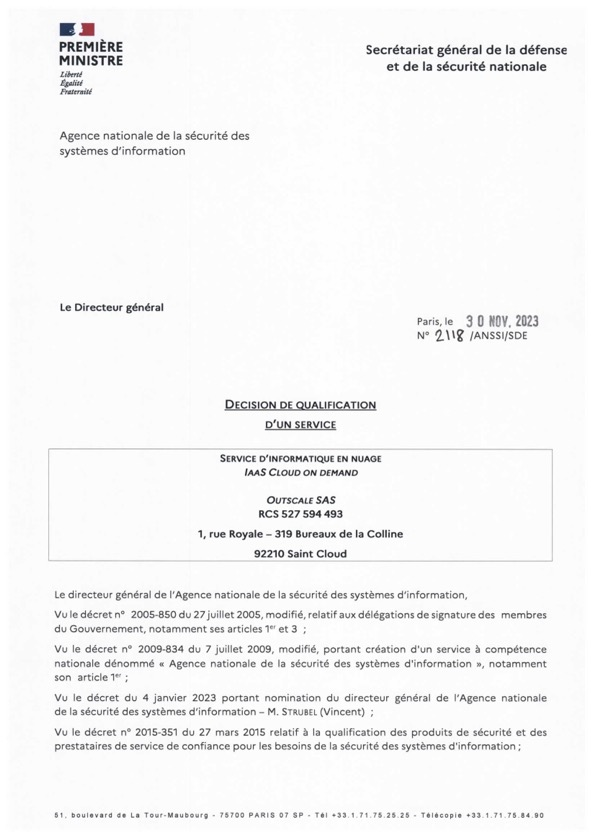 PREMIÈRE
MINISTRE
Liberté
Égalité
Fraternité
Secrétariat général de la défense
et de la sécurité nationale
Agence nationale de la sécurité des
systèmes d'information
Le Directeur général
Paris, le 30 NOV. 2023
N° 2118 /ANSSI/SDE
DECISION DE QUALIFICATION
D'UN SERVICE
SERVICE D'INFORMATIQUE EN NUAGE
IAAS CLOUD ON DEMAND
OUTSCALE SAS
RCS 527 594 493
1, rue Royale – 319 Bureaux de la Colline
92210 Saint Cloud
Le directeur général de l'Agence nationale de la sécurité des systèmes d'information,
Vu le décret n° 2005-850 du 27 juillet 2005, modifié, relatif aux délégations de signature des membres
du Gouvernement, notamment ses articles 1er et 3 ;
Vu le décret n° 2009-834 du 7 juillet 2009, modifié, portant création d'un service à compétence
nationale dénommé « Agence nationale de la sécurité des systèmes d'information », notamment
son article 1er ;
Vu le décret du 4 janvier 2023 portant nomination du directeur général de l'Agence nationale
de la sécurité des systèmes d'information – M. STRUBEL (Vincent) ;
Vu le décret n° 2015-351 du 27 mars 2015 relatif à la qualification des produits de sécurité et des
prestataires de service de confiance pour les besoins de la sécurité des systèmes d'information ;
51, boulevard de La Tour-Maubourg - 75700 PARIS 07 SP - Tél +33.1.71.75.25.25 - Télécopie +33.1.71.75.84.90